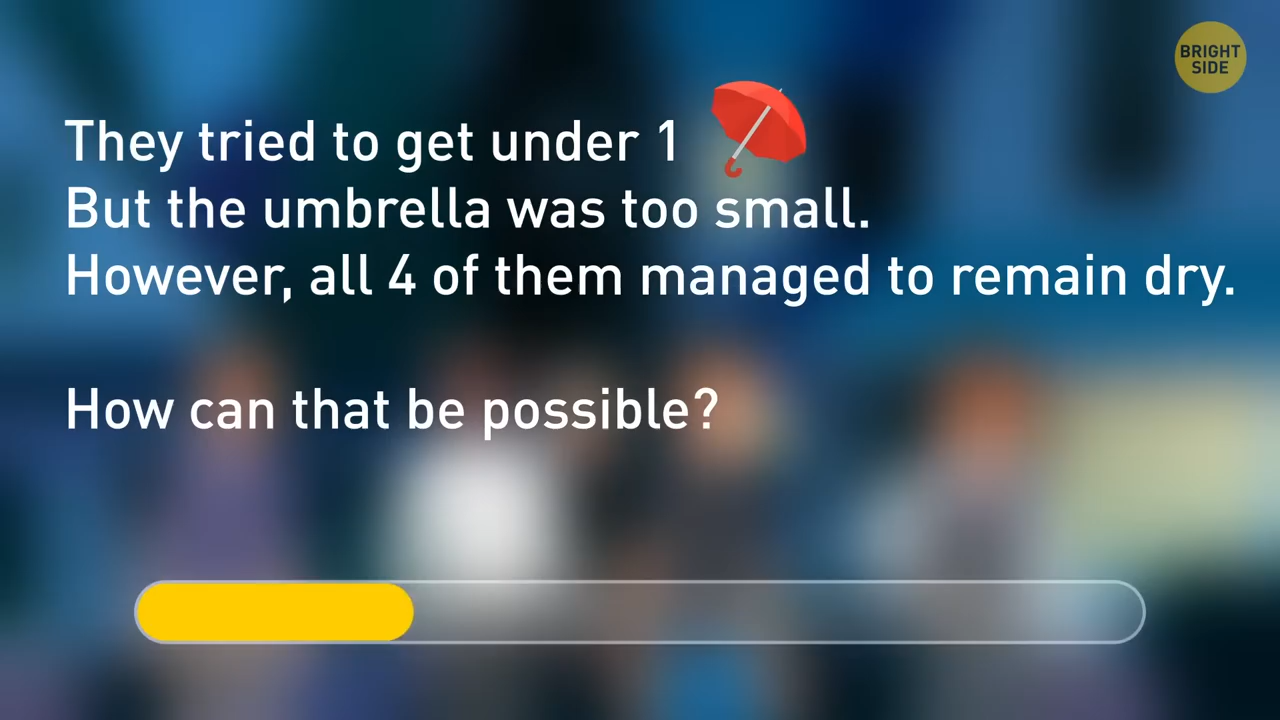 BRIGHT
SIDE
They tried to get under 1
But the umbrella was too small.
However, all 4 of them managed to remain dry.
How can that be possible?